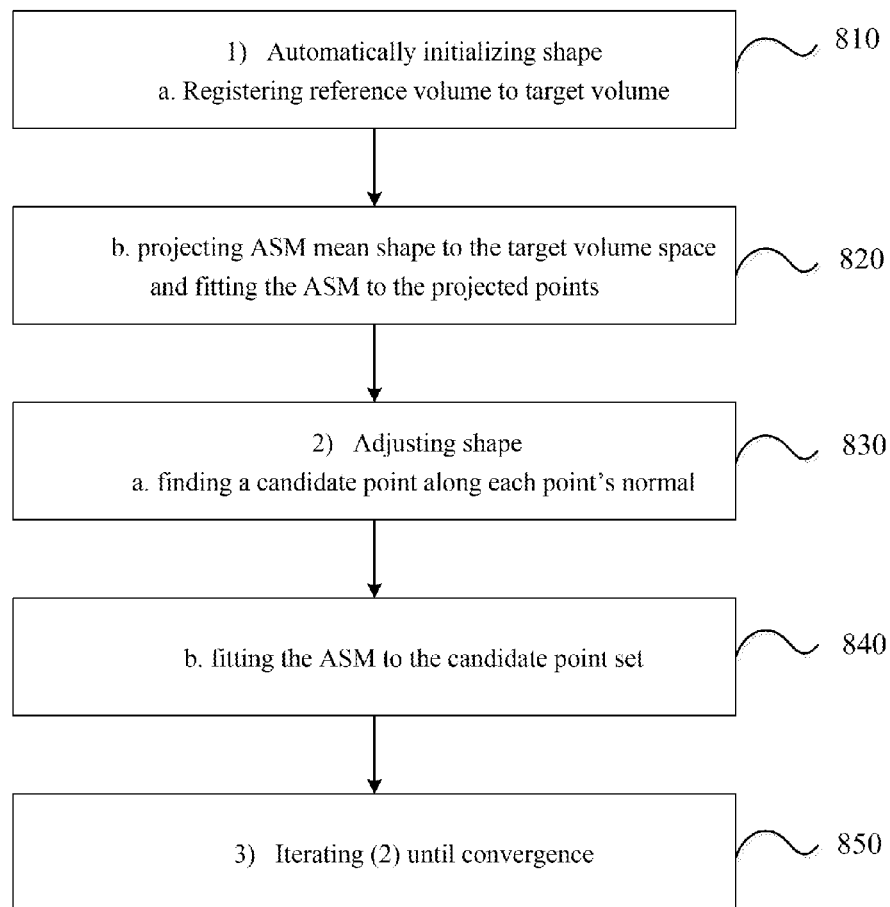 1) Automatically initializing shape
a. Registering reference volume to target volume
810
b. projecting ASM mean shape to the target volume space
and fitting the ASM to the projected points
820
2) Adjusting shape
a. finding a candidate point along each point's normal
830
b. fitting the ASM to the candidate point set
840
3) Iterating (2) until convergence
850